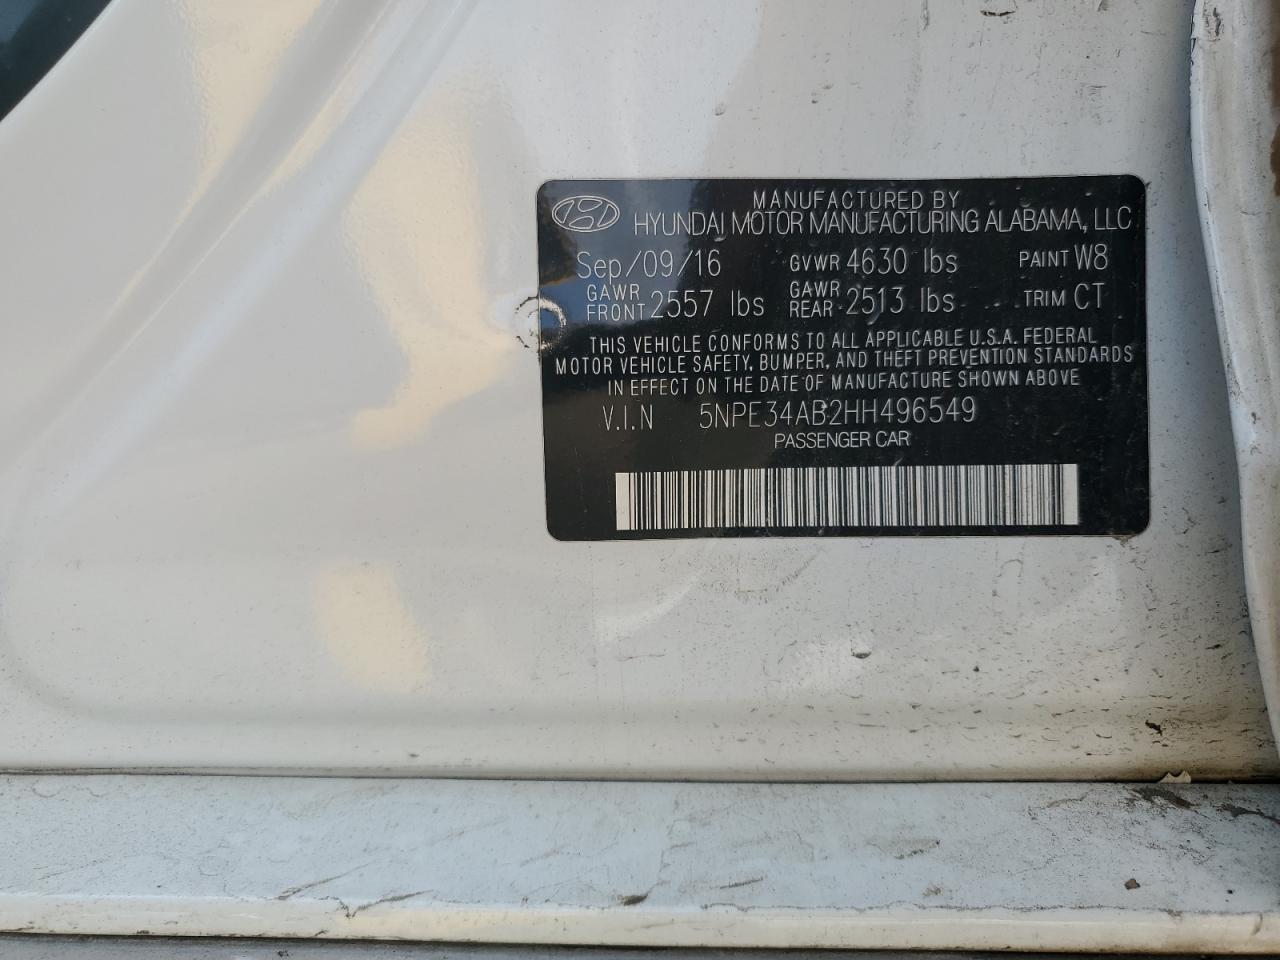 MANUFACTURED BY
HYUNDAI MOTOR MANUFACTURING ALABAMA, LLC
Sep/09/16 GVWR 4630 lbs PAINT W8
GAWR FRONT 2557 lbs GAWR REAR 2513 lbs TRIM CT
THIS VEHICLE CONFORMS TO ALL APPLICABLE U.S.A. FEDERAL
MOTOR VEHICLE SAFETY, BUMPER, AND THEFT PREVENTION STANDARDS
IN EFFECT ON THE DATE OF MANUFACTURE SHOWN ABOVE
V.I.N 5NPE34AB2HH496549
PASSENGER CAR